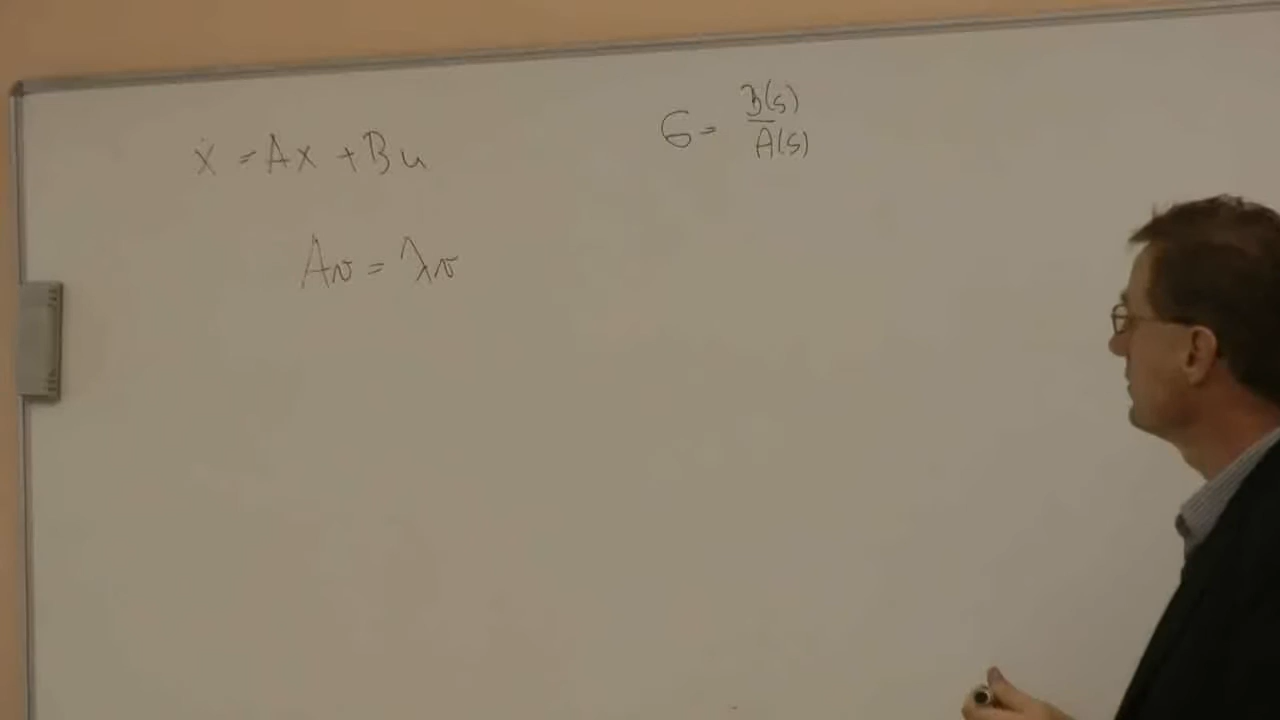 ẋ = Ax + Bu
Av = λv
G = B(s)
A(s)